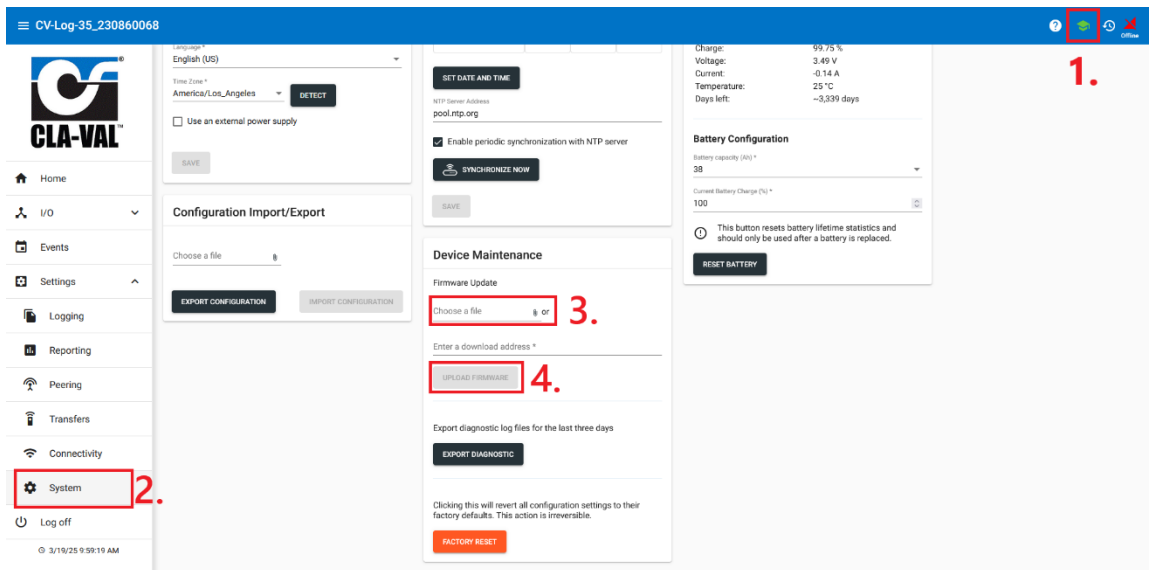 CV-Log-35_230860068
Offline
1.
CLA-VAL™
®
Home
I/O
Events
Settings
Logging
Reporting
Peering
Transfers
Connectivity
System
2.
Log off
3/19/25 9:59:19 AM
Language *
English (US)
Time Zone *
America/Los_Angeles
DETECT
Use an external power supply
SAVE
Configuration Import/Export
Choose a file
EXPORT CONFIGURATION
IMPORT CONFIGURATION
SET DATE AND TIME
NTP Server Address
pool.ntp.org
Enable periodic synchronization with NTP server
SYNCHRONIZE NOW
SAVE
Device Maintenance
Firmware Update
Choose a file or
3.
Enter a download address *
UPLOAD FIRMWARE
4.
Export diagnostic log files for the last three days
EXPORT DIAGNOSTIC
Clicking this will revert all configuration settings to their
factory defaults. This action is irreversible.
FACTORY RESET
Charge: 99.75 %
Voltage: 3.49 V
Current: -0.14 A
Temperature: 25 °C
Days left: ~3,339 days
Battery Configuration
Battery capacity (Ah) *
38
Current Battery Charge (%) *
100
This button resets battery lifetime statistics and
should only be used after a battery is replaced.
RESET BATTERY